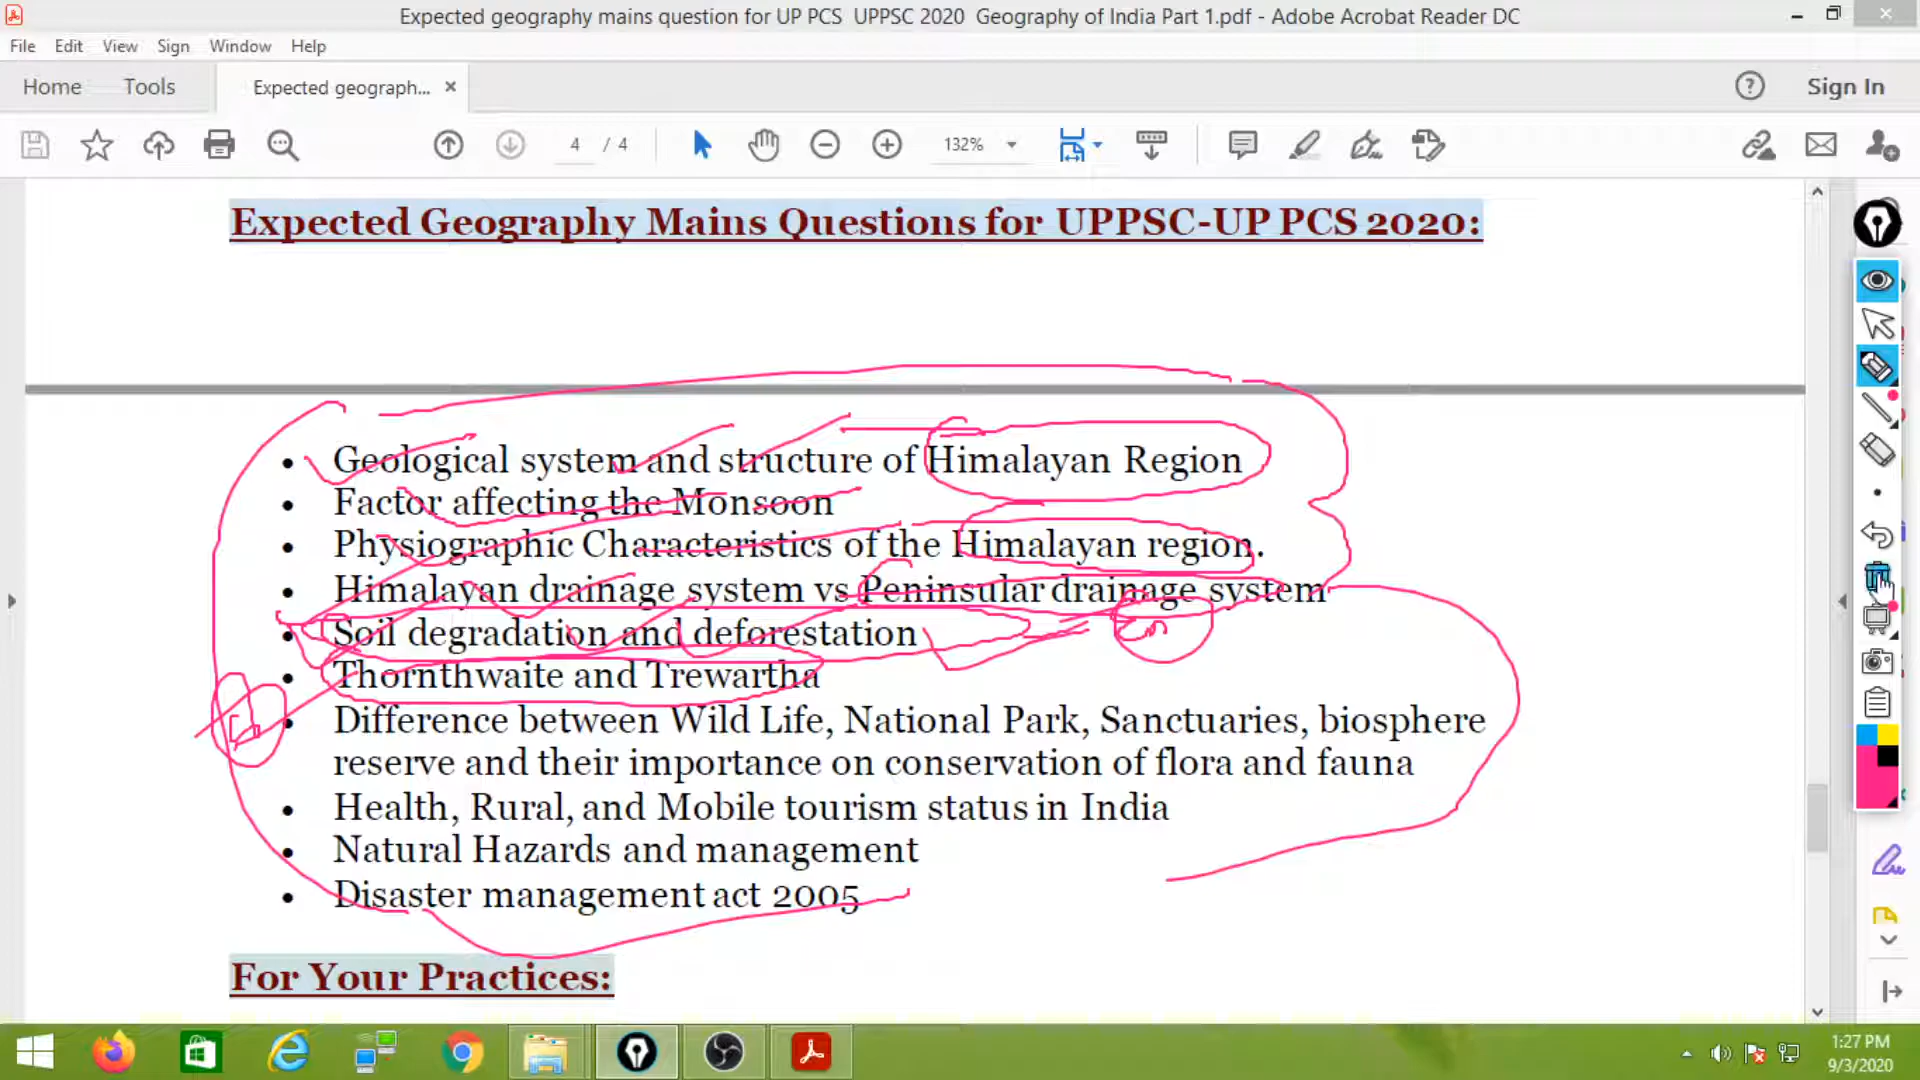 Expected geography mains question for UP PCS  UPPSC 2020  Geography of India Part 1.pdf - Adobe Acrobat Reader DC
File Edit View Sign Window Help
Home Tools Expected geograph... × Sign In
4 / 4 132%
Expected Geography Mains Questions for UPPSC-UP PCS 2020:
• Geological system and structure of Himalayan Region
• Factor affecting the Monsoon
• Physiographic Characteristics of the Himalayan region.
• Himalayan drainage system vs Peninsular drainage system
• Soil degradation and deforestation
• Thornthwaite and Trewartha
• Difference between Wild Life, National Park, Sanctuaries, biosphere
reserve and their importance on conservation of flora and fauna
• Health, Rural, and Mobile tourism status in India
• Natural Hazards and management
• Disaster management act 2005
For Your Practices:
1:27 PM
9/3/2020